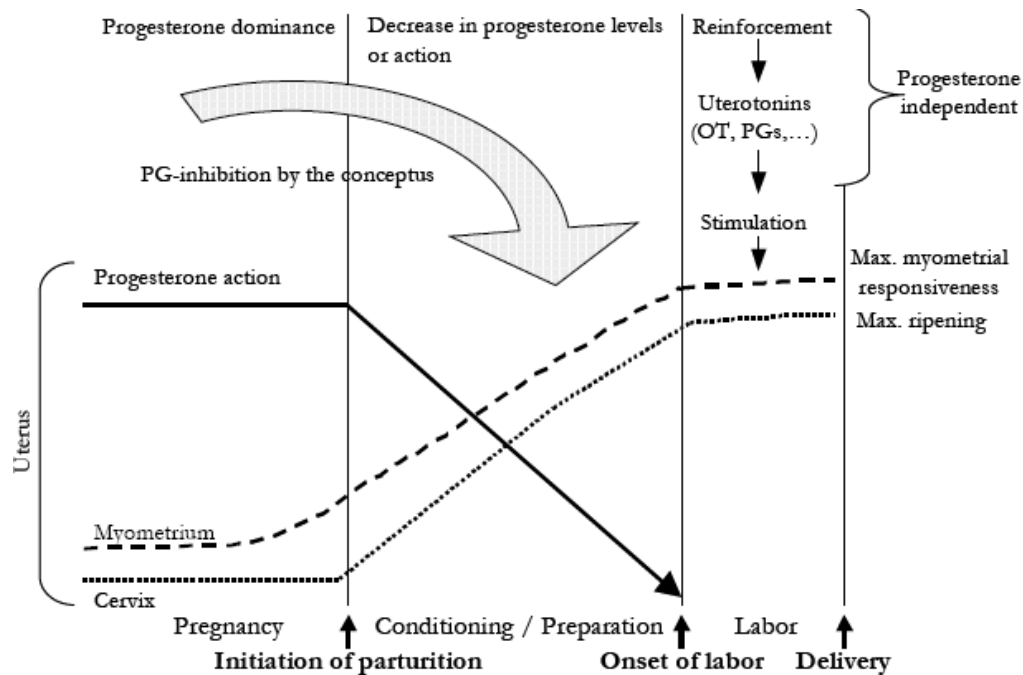 Progesterone dominance
Decrease in progesterone levels
or action
Reinforcement
Uterotonins
(OT, PGs,...)
Stimulation
Progesterone
independent
PG-inhibition by the conceptus
Uterus
Progesterone action
Myometrium
Cervix
Max. myometrial
responsiveness
Max. ripening
Pregnancy
Conditioning / Preparation
Labor
Initiation of parturition
Onset of labor
Delivery